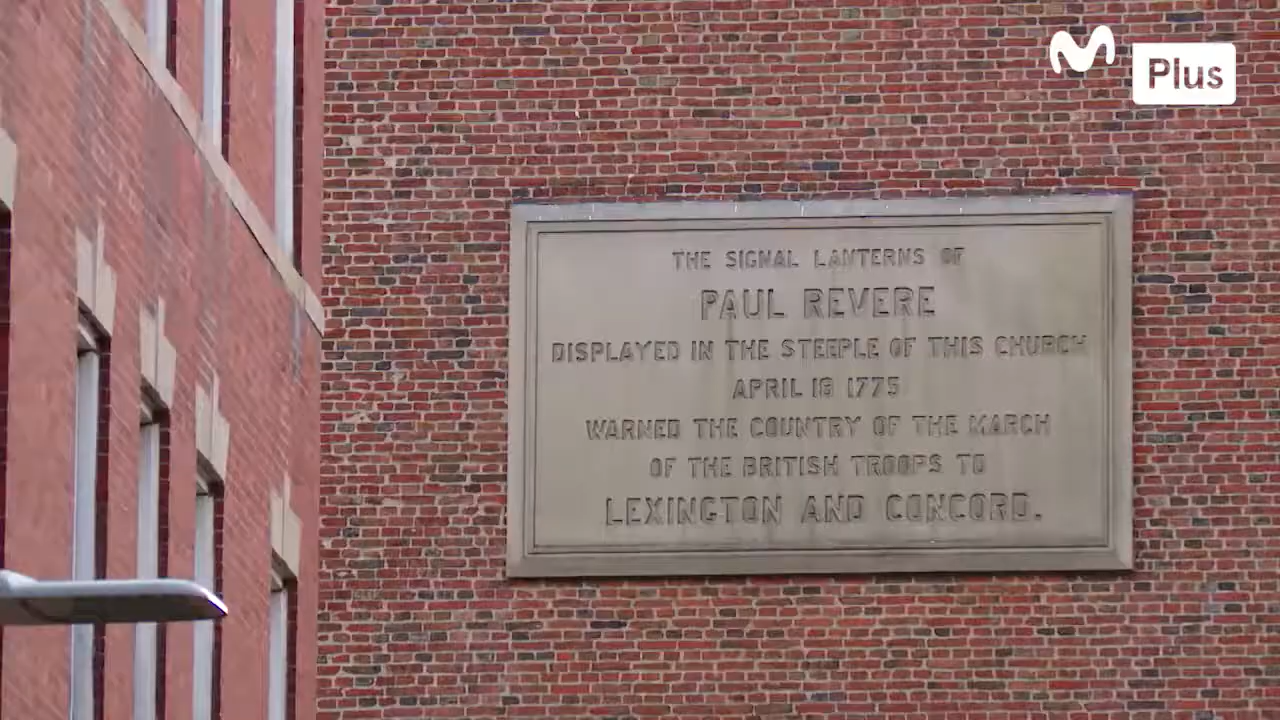 M Plus
THE SIGNAL LANTERNS OF
PAUL REVERE
DISPLAYED IN THE STEEPLE OF THIS CHURCH
APRIL 18 1775
WARNED THE COUNTRY OF THE MARCH
OF THE BRITISH TROOPS TO
LEXINGTON AND CONCORD.